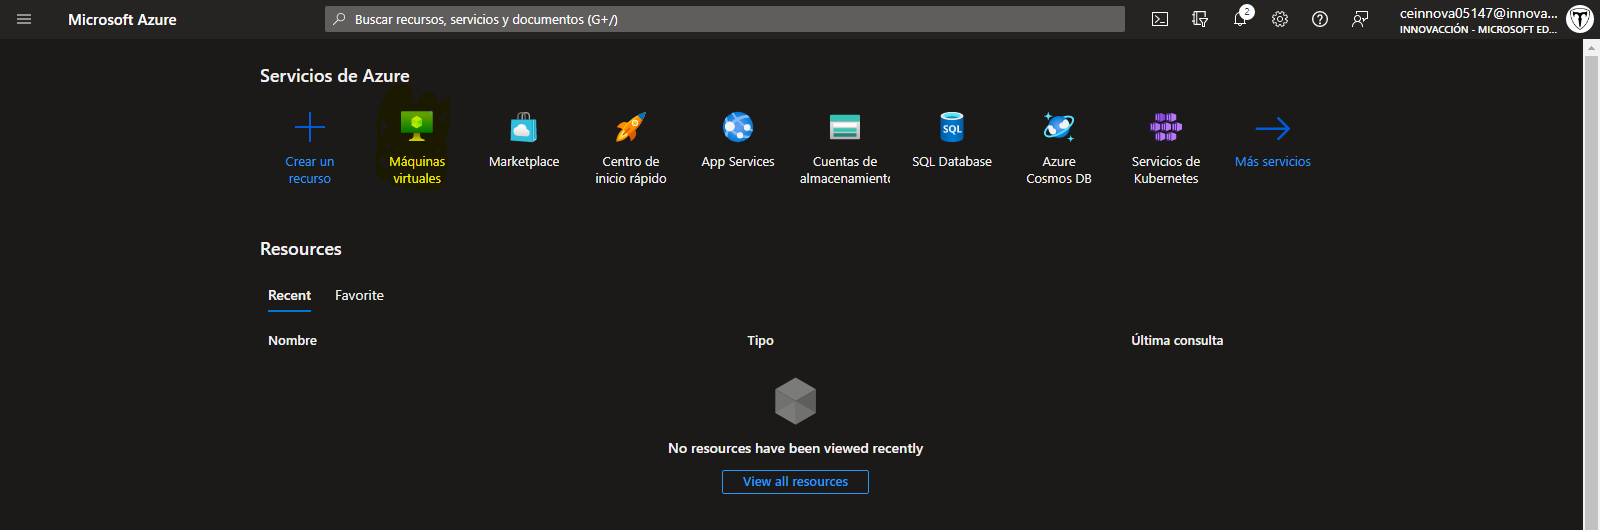 Microsoft Azure
Buscar recursos, servicios y documentos (G+/)
2
ceinnova05147@innova...
INNOVACCIÓN - MICROSOFT ED...
Servicios de Azure
Crear un
recurso
Máquinas
virtuales
Marketplace
Centro de
inicio rápido
App Services
Cuentas de
almacenamiento
SQL
SQL Database
Azure
Cosmos DB
Servicios de
Kubernetes
Más servicios
Resources
Recent
Favorite
Nombre
Tipo
Última consulta
No resources have been viewed recently
View all resources